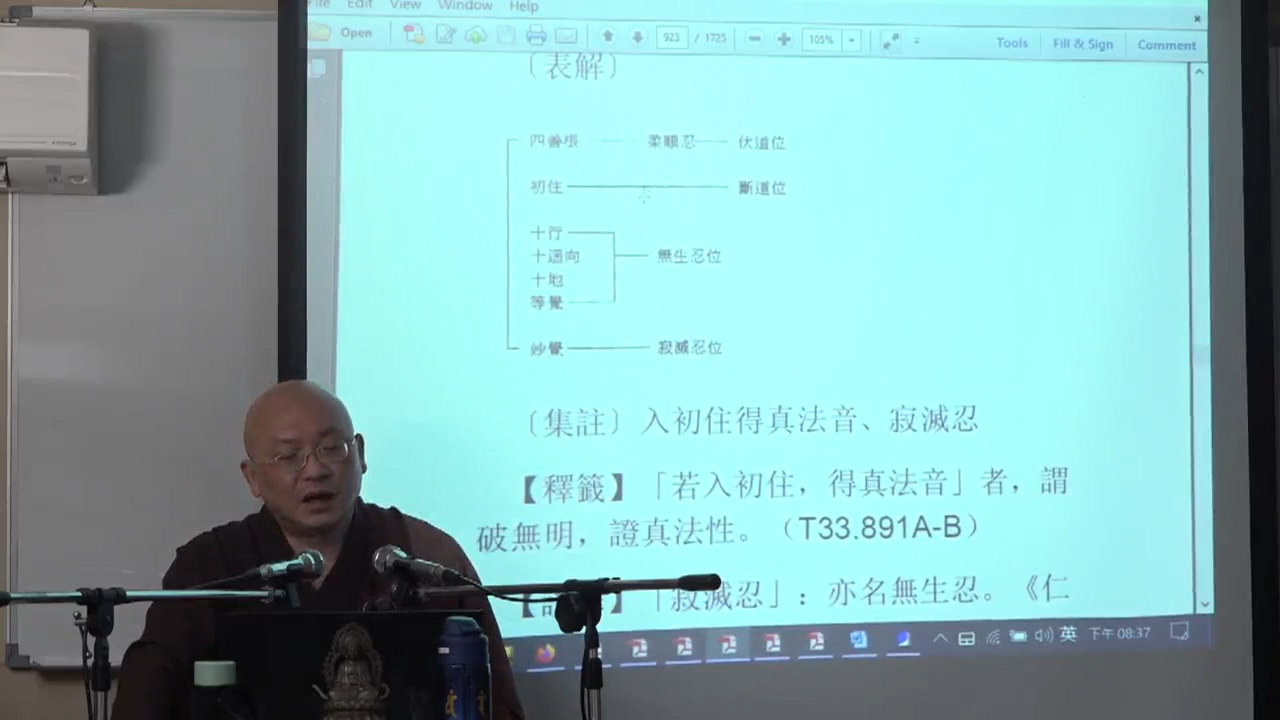 File Edit View Window Help
Open 923 / 1725 105% Tools Fill & Sign Comment
〔表解〕
四善根 柔順忍 伏道位
初住 斷道位
十行
十迴向 無生忍位
十地
等覺
妙覺 寂滅忍位
〔集註〕入初住得真法音、寂滅忍
【釋籤】「若入初住，得真法音」者，謂
破無明，證真法性。（T33.891A-B）
】「寂滅忍」：亦名無生忍。《仁
英 下午 08:37